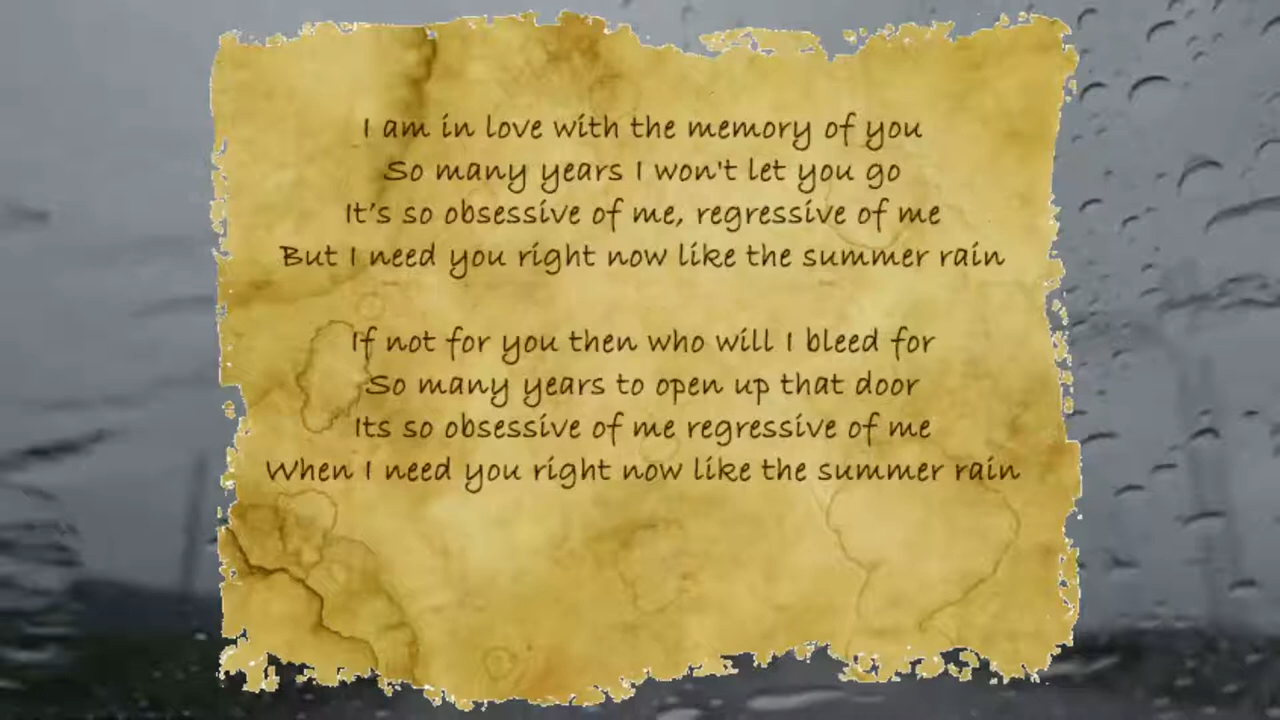 I am in love with the memory of you
So many years I won't let you go
It’s so obsessive of me, regressive of me
But I need you right now like the summer rain
If not for you then who will I bleed for
So many years to open up that door
Its so obsessive of me regressive of me
When I need you right now like the summer rain